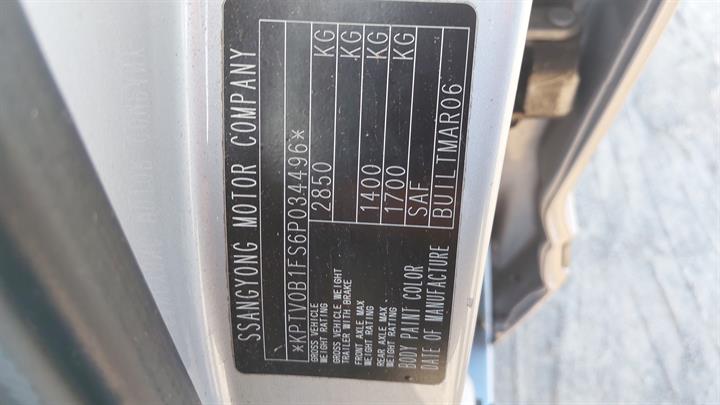 SSANGYONG MOTOR COMPANY
*KPTV0B1FS6P034496*
GROSS VEHICLE
WEIGHT RATING 2850 KG
GROSS VEHICLE WEIGHT
TRAILER WITH BRAKE KG
FRONT AXLE MAX
WEIGHT RATING 1400 KG
REAR AXLE MAX
WEIGHT RATING 1700 KG
BODY PAINT COLOR SAF
DATE OF MANUFACTURE BUILTMAR06